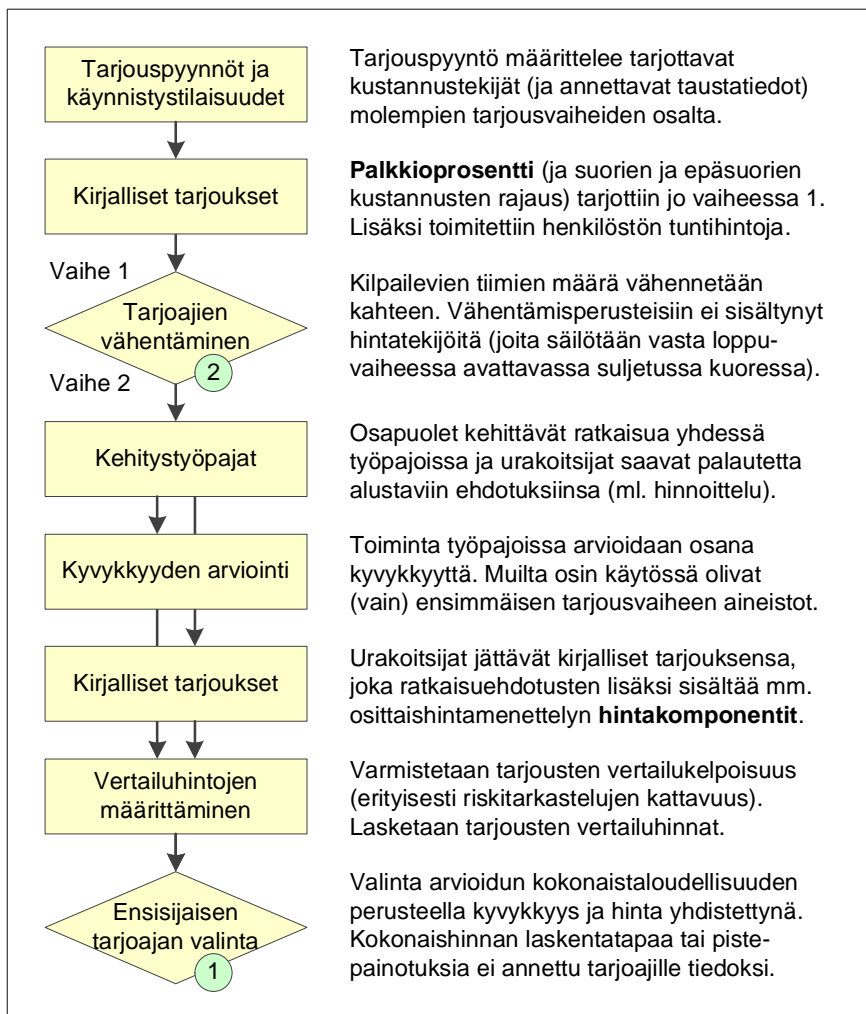 Tarjouspyynnöt ja
käynnistystilaisuudet
Tarjouspyyntö määrittelee tarjottavat
kustannustekijät (ja annettavat taustatiedot)
molempien tarjousvaiheiden osalta.
Kirjalliset tarjoukset
Palkkioprosentti (ja suorien ja epäsuorien
kustannusten rajaus) tarjottiin jo vaiheessa 1.
Lisäksi toimitettiin henkilöstön tuntihintoja.
Vaihe 1
Tarjoajien
vähentäminen
2
Vaihe 2
Kilpailevien tiimien määrä vähennetään
kahteen. Vähentämisperusteisiin ei sisältynyt
hintatekijöitä (joita säilötään vasta loppu-
vaiheessa avattavassa suljetussa kuoressa).
Kehitystyöpajat
Osapuolet kehittävät ratkaisua yhdessä
työpajoissa ja urakoitsijat saavat palautetta
alustaviin ehdotuksiinsa (ml. hinnoittelu).
Kyvykkyyden arviointi
Toiminta työpajoissa arvioidaan osana
kyvykkyyttä. Muilta osin käytössä olivat
(vain) ensimmäisen tarjousvaiheen aineistot.
Kirjalliset tarjoukset
Urakoitsijat jättävät kirjalliset tarjouksensa,
joka ratkaisuehdotusten lisäksi sisältää mm.
osittaishintamenettelyn hintakomponentit.
Vertailuhintojen
määrittäminen
Varmistetaan tarjousten vertailukelpoisuus
(erityisesti riskitarkastelujen kattavuus).
Lasketaan tarjousten vertailuhinnat.
Ensisijaisen
tarjoajan valinta
1
Valinta arvioidun kokonaistaloudellisuuden
perusteella kyvykkyys ja hinta yhdistettynä.
Kokonaishinnan laskentatapaa tai piste-
painotuksia ei annettu tarjoajille tiedoksi.